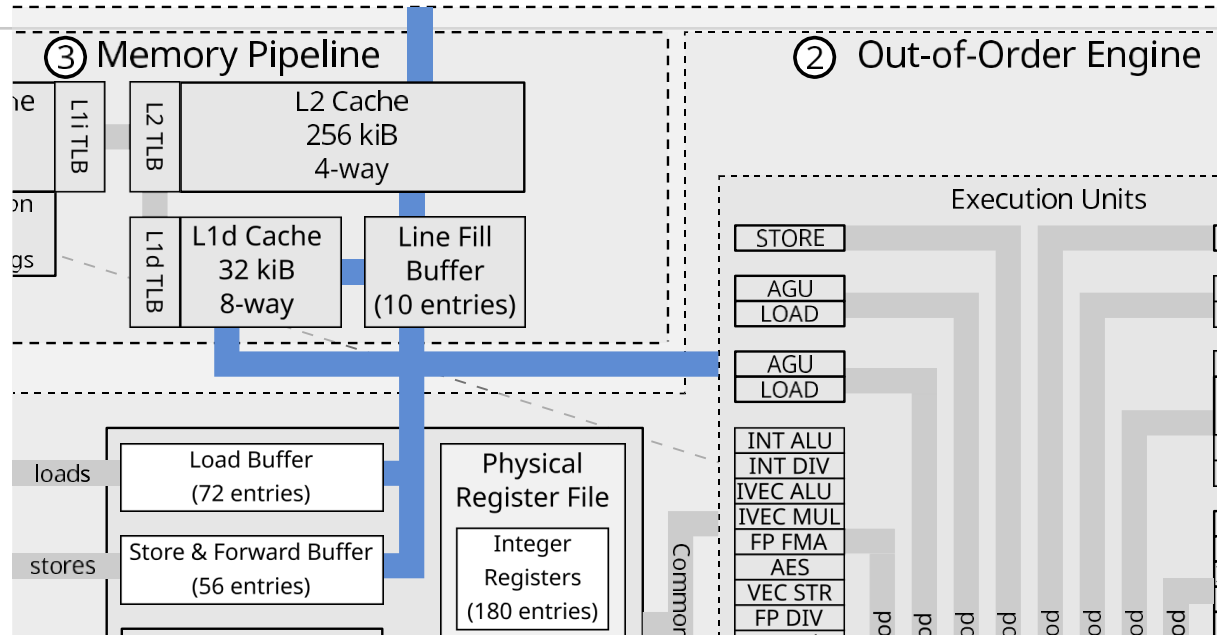 3 Memory Pipeline
L1i TLB
L2 TLB
L2 Cache
256 kiB
4-way
L1d TLB
L1d Cache
32 kiB
8-way
Line Fill
Buffer
(10 entries)
loads
Load Buffer
(72 entries)
stores
Store & Forward Buffer
(56 entries)
Physical
Register File
Integer
Registers
(180 entries)
Common
2 Out-of-Order Engine
Execution Units
STORE
AGU
LOAD
AGU
LOAD
INT ALU
INT DIV
IVEC ALU
IVEC MUL
FP FMA
AES
VEC STR
FP DIV